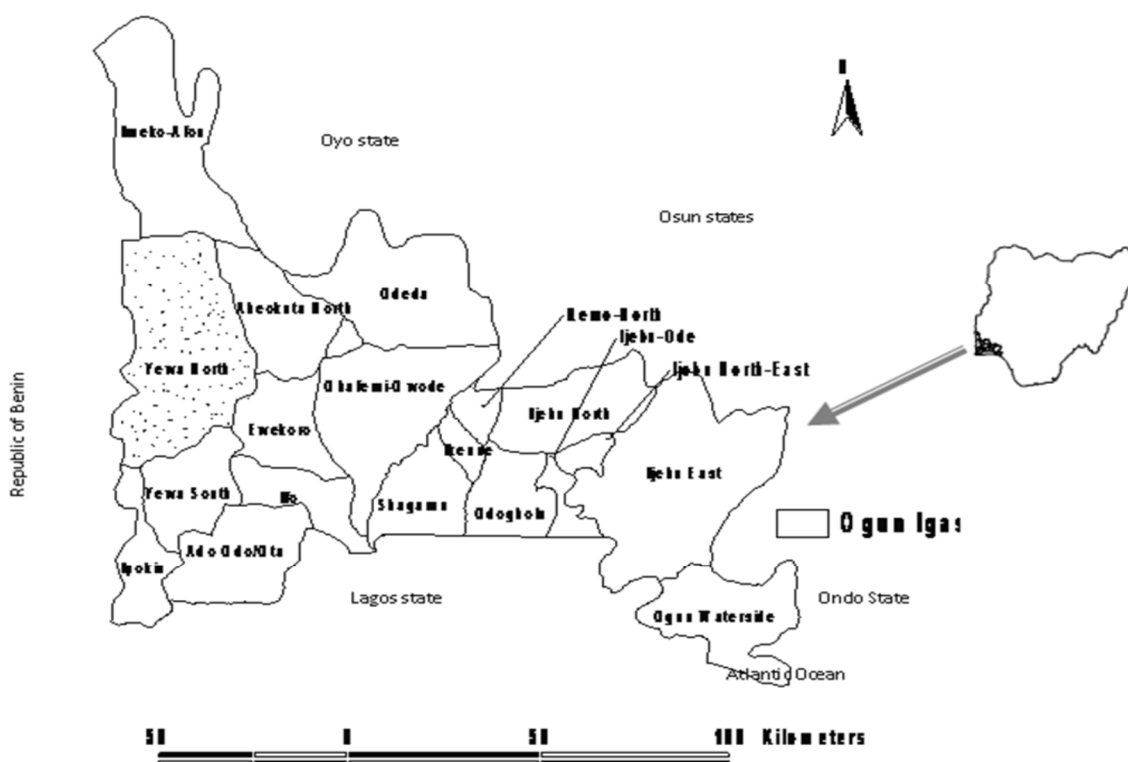 Oyo state
Osun states
Odeda
Abeokuta North
Remo-North
Ijebu-Ode
Ijebu North-East
Yewa North
Obafemi-Owode
Ijebu North
Ewekoro
Ikenne
Ijebu East
Republic of Benin
Yewa South
Ifo
Shagamu
Odogbolu
Ogun lgas
Ado Odo/Ota
Ipokia
Lagos state
Ondo State
Ogun Waterside
Atlantic Ocean
50 0 50 100 Kilometers